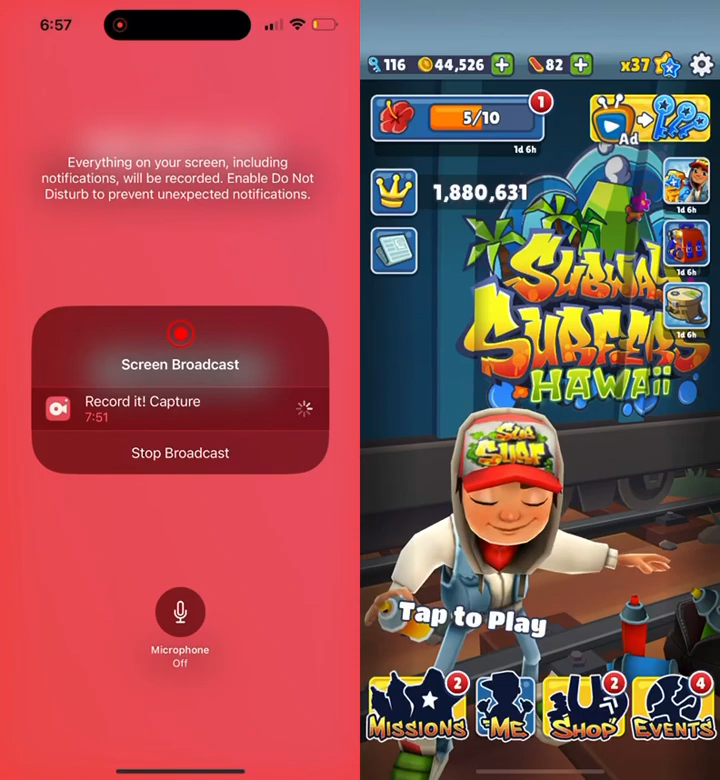 6:57
Everything on your screen, including
notifications, will be recorded. Enable Do Not
Disturb to prevent unexpected notifications.
Screen Broadcast
Record it! Capture
7:51
Stop Broadcast
Microphone
Off
116 44,526 82 x37
5/10
1
1d 6h
Ad
1,880,631
1d 6h
1d 6h
1d 6h
SUBWAY
SURFERS
HAWAII
SUB
SURF
Tap to Play
2
2
4
MISSIONS
ME
SHOP
EVENTS